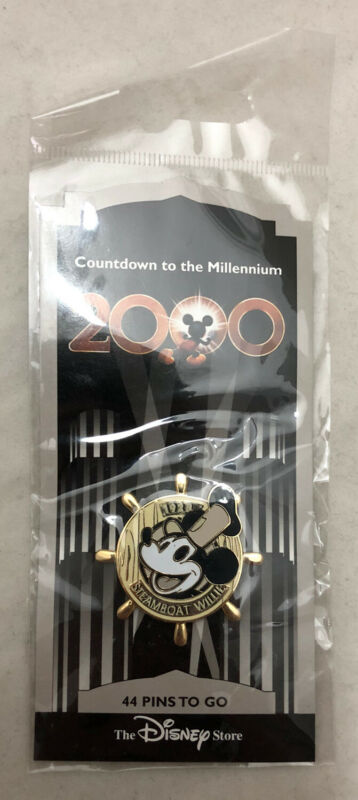 Countdown to the Millennium
2000
STEAMBOAT WILLIE
44 PINS TO GO
The Disney Store